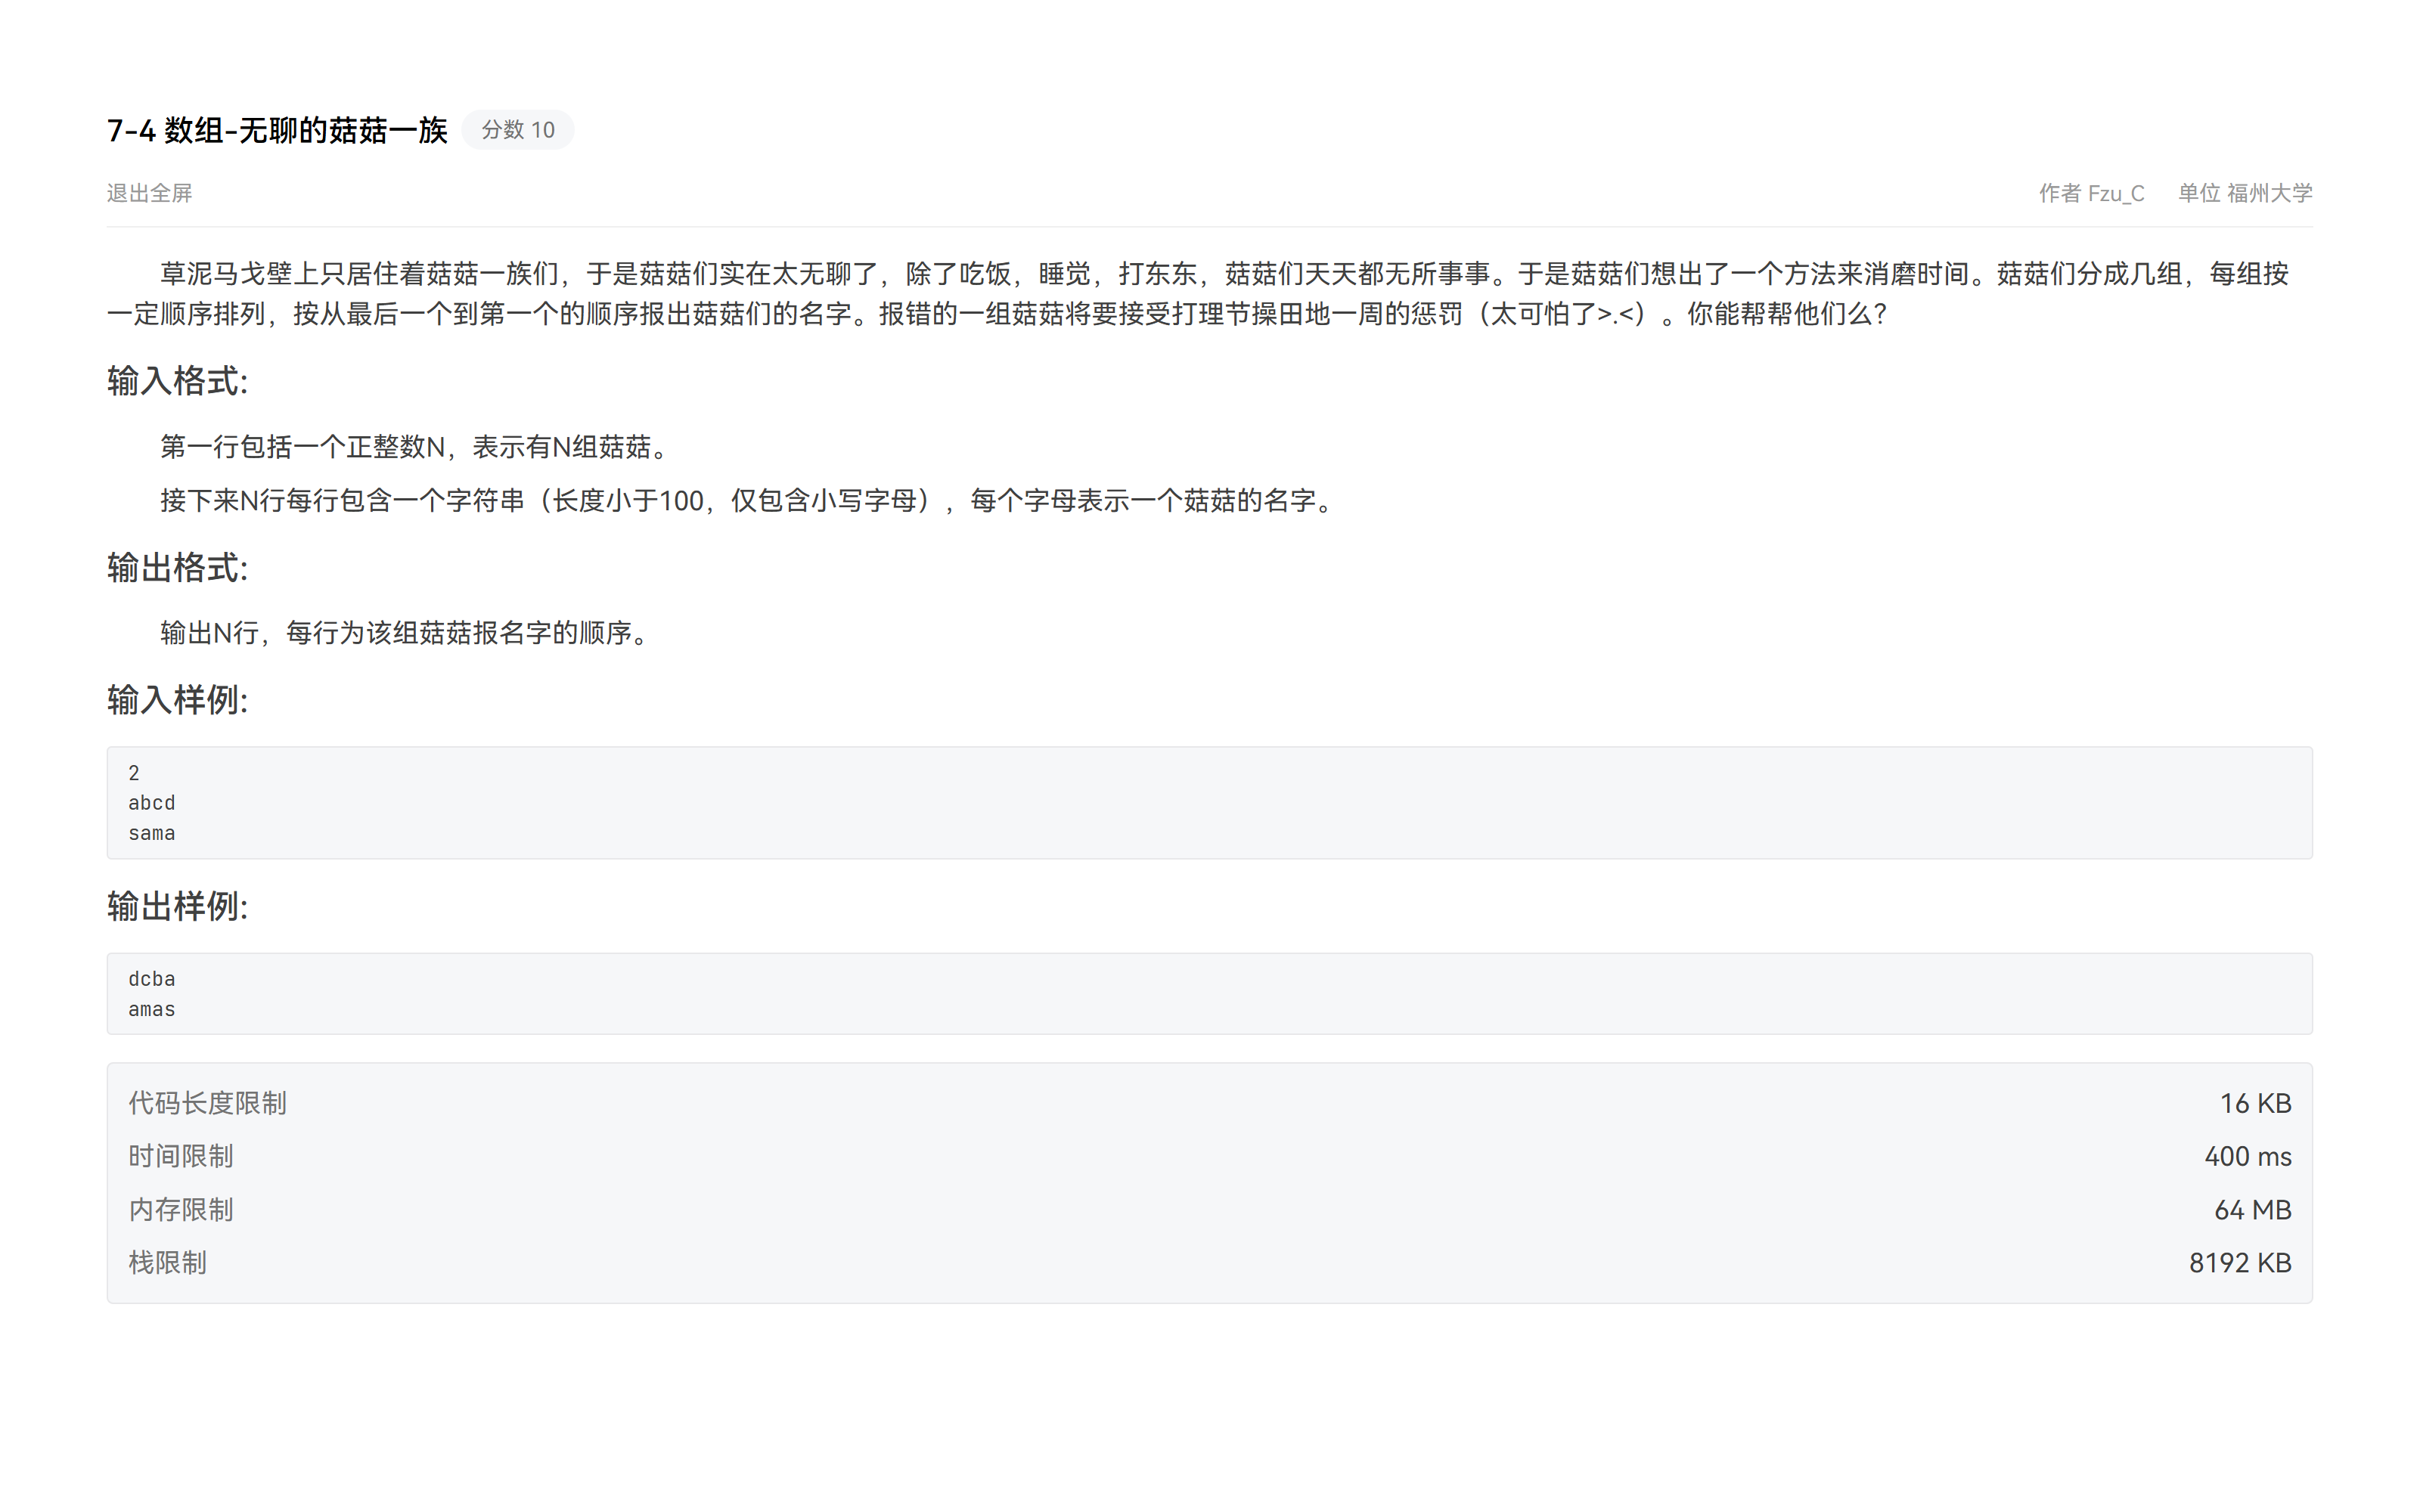 7-4 数组-无聊的菇菇一族 分数 10
退出全屏 作者 Fzu_C 单位 福州大学
草泥马戈壁上只居住着菇菇一族们，于是菇菇们实在太无聊了，除了吃饭，睡觉，打东东，菇菇们天天都无所事事。于是菇菇们想出了一个方法来消磨时间。菇菇们分成几组，每组按
一定顺序排列，按从最后一个到第一个的顺序报出菇菇们的名字。报错的一组菇菇将要接受打理节操田地一周的惩罚（太可怕了>.<）。你能帮帮他们么？
输入格式:
第一行包括一个正整数N，表示有N组菇菇。
接下来N行每行包含一个字符串（长度小于100，仅包含小写字母），每个字母表示一个菇菇的名字。
输出格式:
输出N行，每行为该组菇菇报名字的顺序。
输入样例:
2
abcd
sama
输出样例:
dcba
amas
代码长度限制 16 KB
时间限制 400 ms
内存限制 64 MB
栈限制 8192 KB